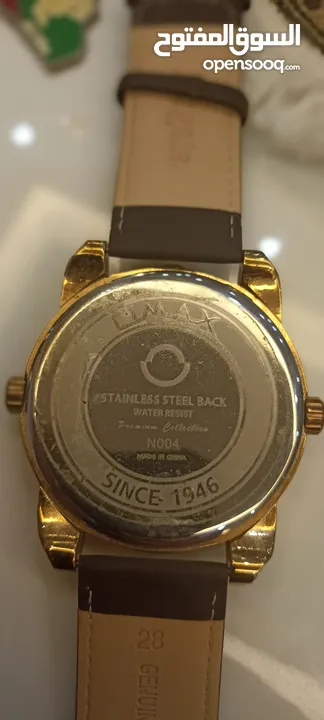 السوق المفتوح
opensooq.com
OMAX
STAINLESS STEEL BACK
WATER RESIST
Premium Collection
N004
MADE IN CHINA
SINCE 1946
28
GENUIN